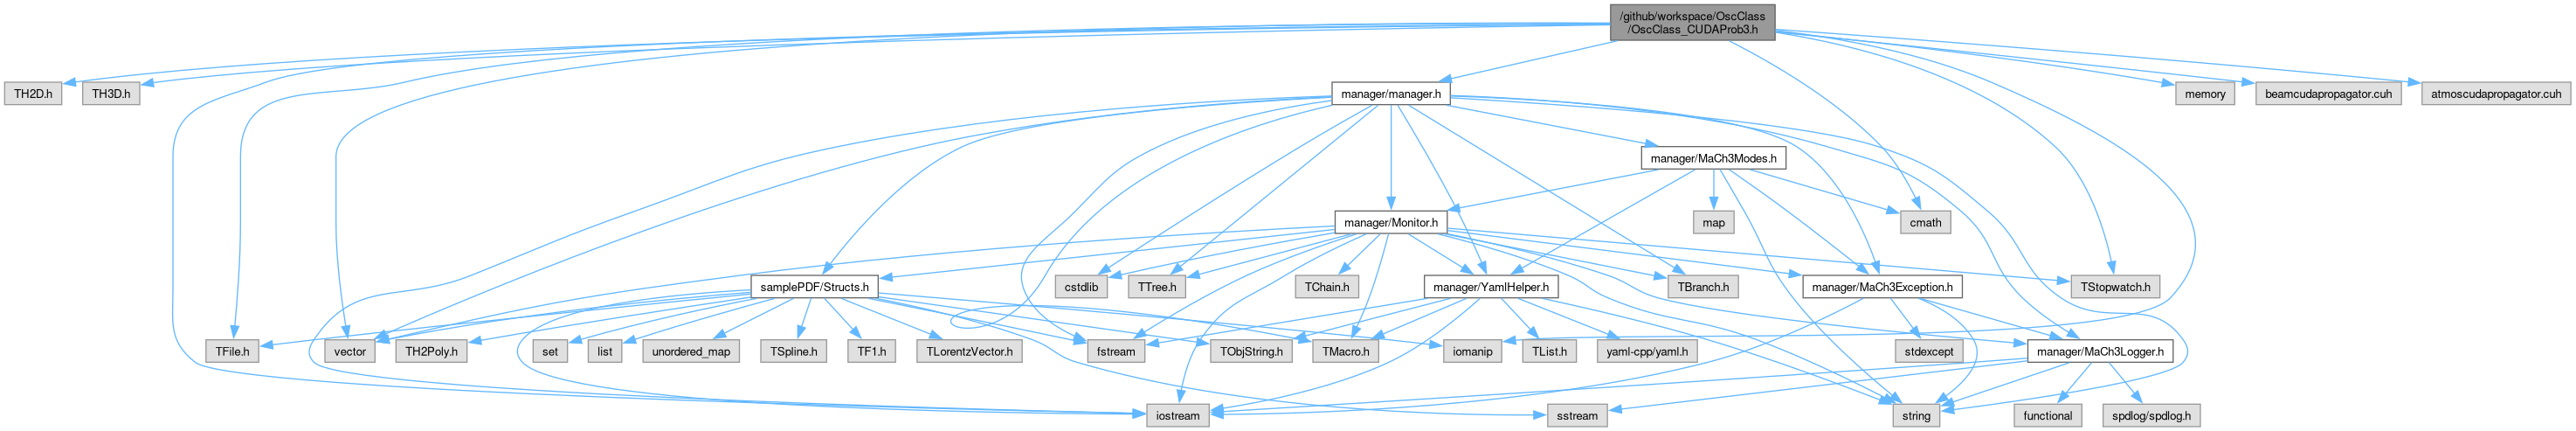 /github/workspace/OscClass
/OscClass_CUDAProb3.h
TH2D.h
TH3D.h
manager/manager.h
memory
beamcudapropagator.cuh
atmoscudapropagator.cuh
manager/MaCh3Modes.h
manager/Monitor.h
map
cmath
samplePDF/Structs.h
cstdlib
TTree.h
TChain.h
manager/YamlHelper.h
TBranch.h
manager/MaCh3Exception.h
TStopwatch.h
TFile.h
vector
TH2Poly.h
set
list
unordered_map
TSpline.h
TF1.h
TLorentzVector.h
fstream
TObjString.h
TMacro.h
iomanip
TList.h
yaml-cpp/yaml.h
stdexcept
manager/MaCh3Logger.h
iostream
sstream
string
functional
spdlog/spdlog.h